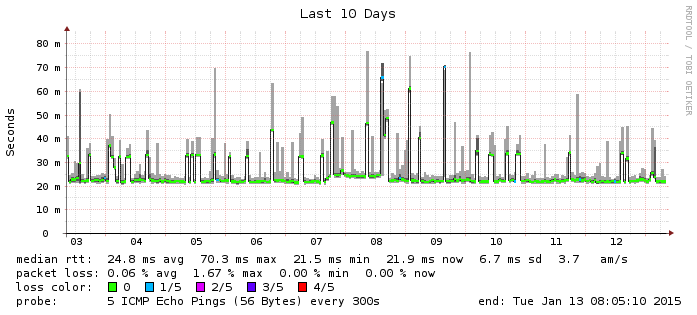 Last 10 Days
RRDTOOL / TOBI OETIKER
Seconds
80 m
70 m
60 m
50 m
40 m
30 m
20 m
10 m
0
03 04 05 06 07 08 09 10 11 12
median rtt: 24.8 ms avg 70.3 ms max 21.5 ms min 21.9 ms now 6.7 ms sd 3.7 am/s
packet loss: 0.06 % avg 1.67 % max 0.00 % min 0.00 % now
loss color: 0 1/5 2/5 3/5 4/5
probe: 5 ICMP Echo Pings (56 Bytes) every 300s end: Tue Jan 13 08:05:10 2015